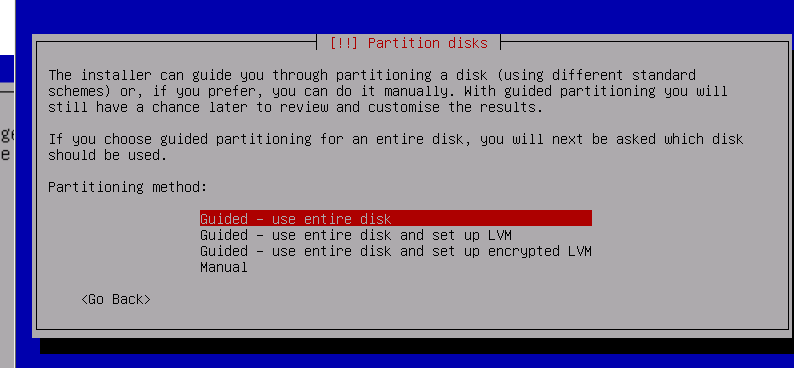 [!!] Partition disks
The installer can guide you through partitioning a disk (using different standard
schemes) or, if you prefer, you can do it manually. With guided partitioning you will
still have a chance later to review and customise the results.
If you choose guided partitioning for an entire disk, you will next be asked which disk
should be used.
Partitioning method:
Guided - use entire disk
Guided - use entire disk and set up LVM
Guided - use entire disk and set up encrypted LVM
Manual
<Go Back>